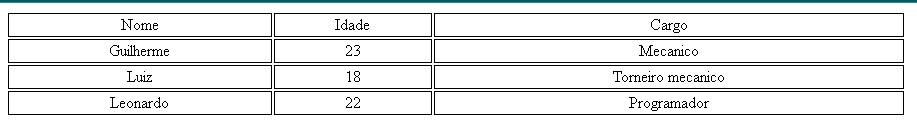 Nome Idade Cargo
Guilherme 23 Mecanico
Luiz 18 Torneiro mecanico
Leonardo 22 Programador